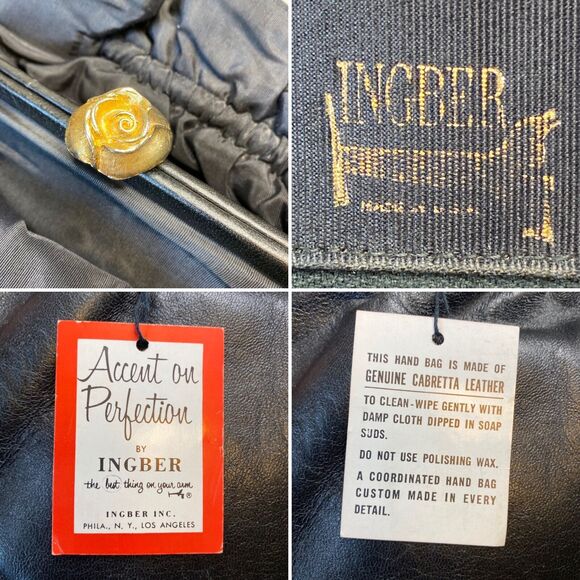 INGBER
MADE IN U.S.A.
Accent on
Perfection
BY
INGBER
the best thing on your arm
®
INGBER INC.
PHILA., N. Y., LOS ANGELES
THIS HAND BAG IS MADE OF
GENUINE CABRETTA LEATHER
TO CLEAN-WIPE GENTLY WITH
DAMP CLOTH DIPPED IN SOAP
SUDS.
DO NOT USE POLISHING WAX.
A COORDINATED HAND BAG
CUSTOM MADE IN EVERY
DETAIL.